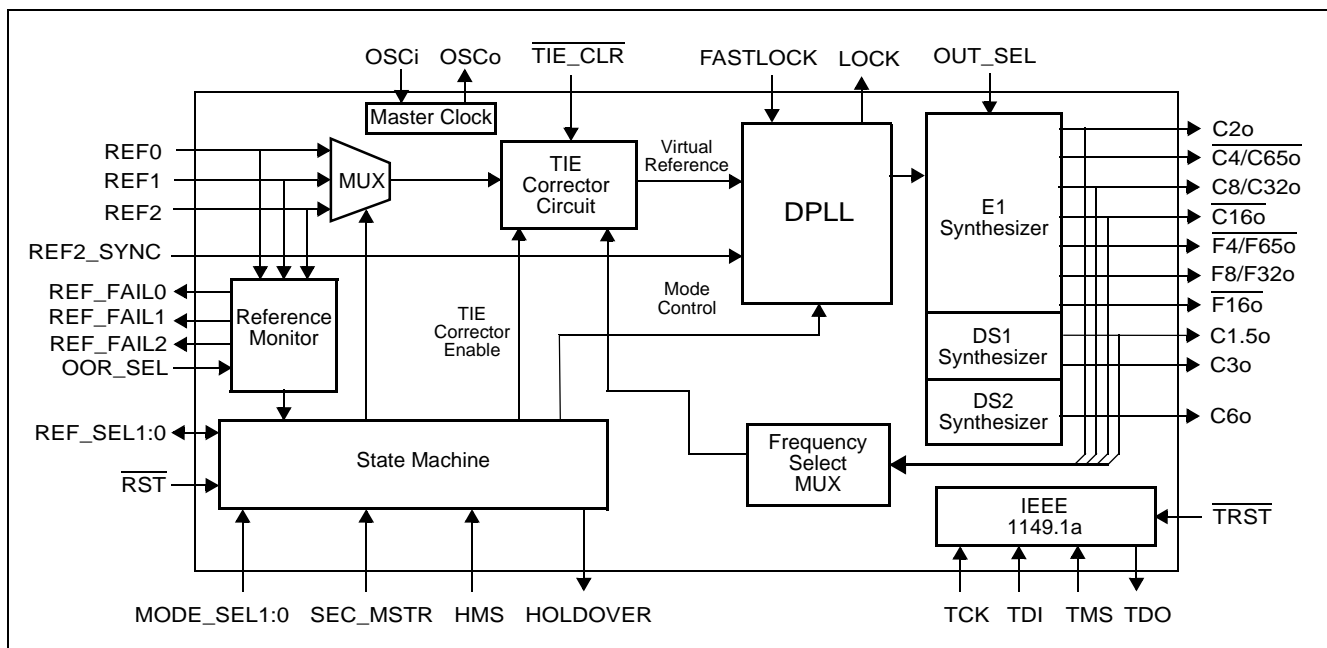 OSCi OSCo TIE_CLR FASTLOCK LOCK OUT_SEL
Master Clock
REF0
REF1
REF2
REF2_SYNC
MUX
TIE
Corrector
Circuit
Virtual
Reference
DPLL
E1
Synthesizer
DS1
Synthesizer
DS2
Synthesizer
C2o
C4/C65o
C8/C32o
C16o
F4/F65o
F8/F32o
F16o
C1.5o
C3o
C6o
REF_FAIL0
REF_FAIL1
REF_FAIL2
OOR_SEL
Reference
Monitor
TIE
Corrector
Enable
Mode
Control
REF_SEL1:0
RST
State Machine
Frequency
Select
MUX
IEEE
1149.1a
TRST
MODE_SEL1:0 SEC_MSTR HMS HOLDOVER TCK TDI TMS TDO